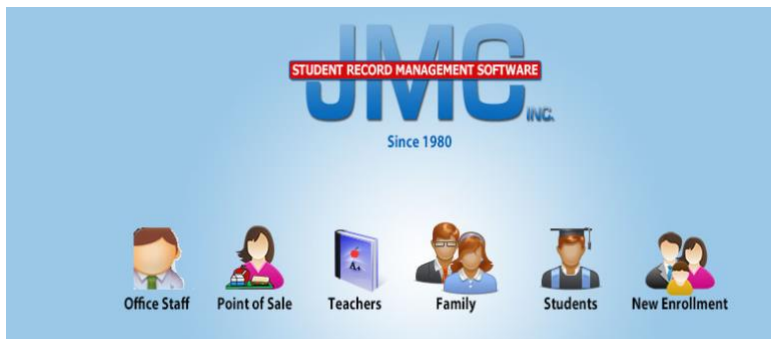 JMC
STUDENT RECORD MANAGEMENT SOFTWARE
INC.
Since 1980
A+
Office Staff
Point of Sale
Teachers
Family
Students
New Enrollment